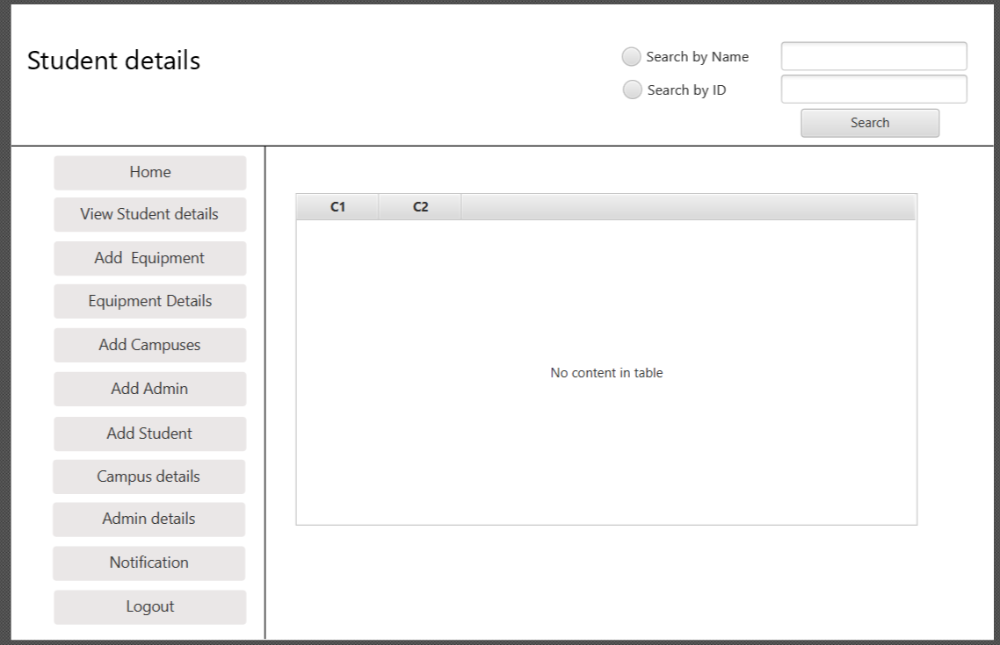 Student details
Search by Name
Search by ID
Search
Home
View Student details
Add  Equipment
Equipment Details
Add Campuses
Add Admin
Add Student
Campus details
Admin details
Notification
Logout
C1 C2
No content in table